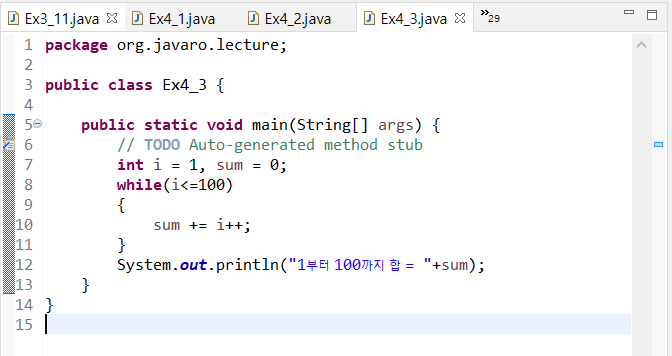 Ex3_11.java Ex4_1.java Ex4_2.java Ex4_3.java »29
1 package org.javaro.lecture;
2
3 public class Ex4_3 {
4
5     public static void main(String[] args) {
6         // TODO Auto-generated method stub
7         int i = 1, sum = 0;
8         while(i<=100)
9         {
10             sum += i++;
11         }
12         System.out.println("1부터 100까지 합 = "+sum);
13     }
14 }
15